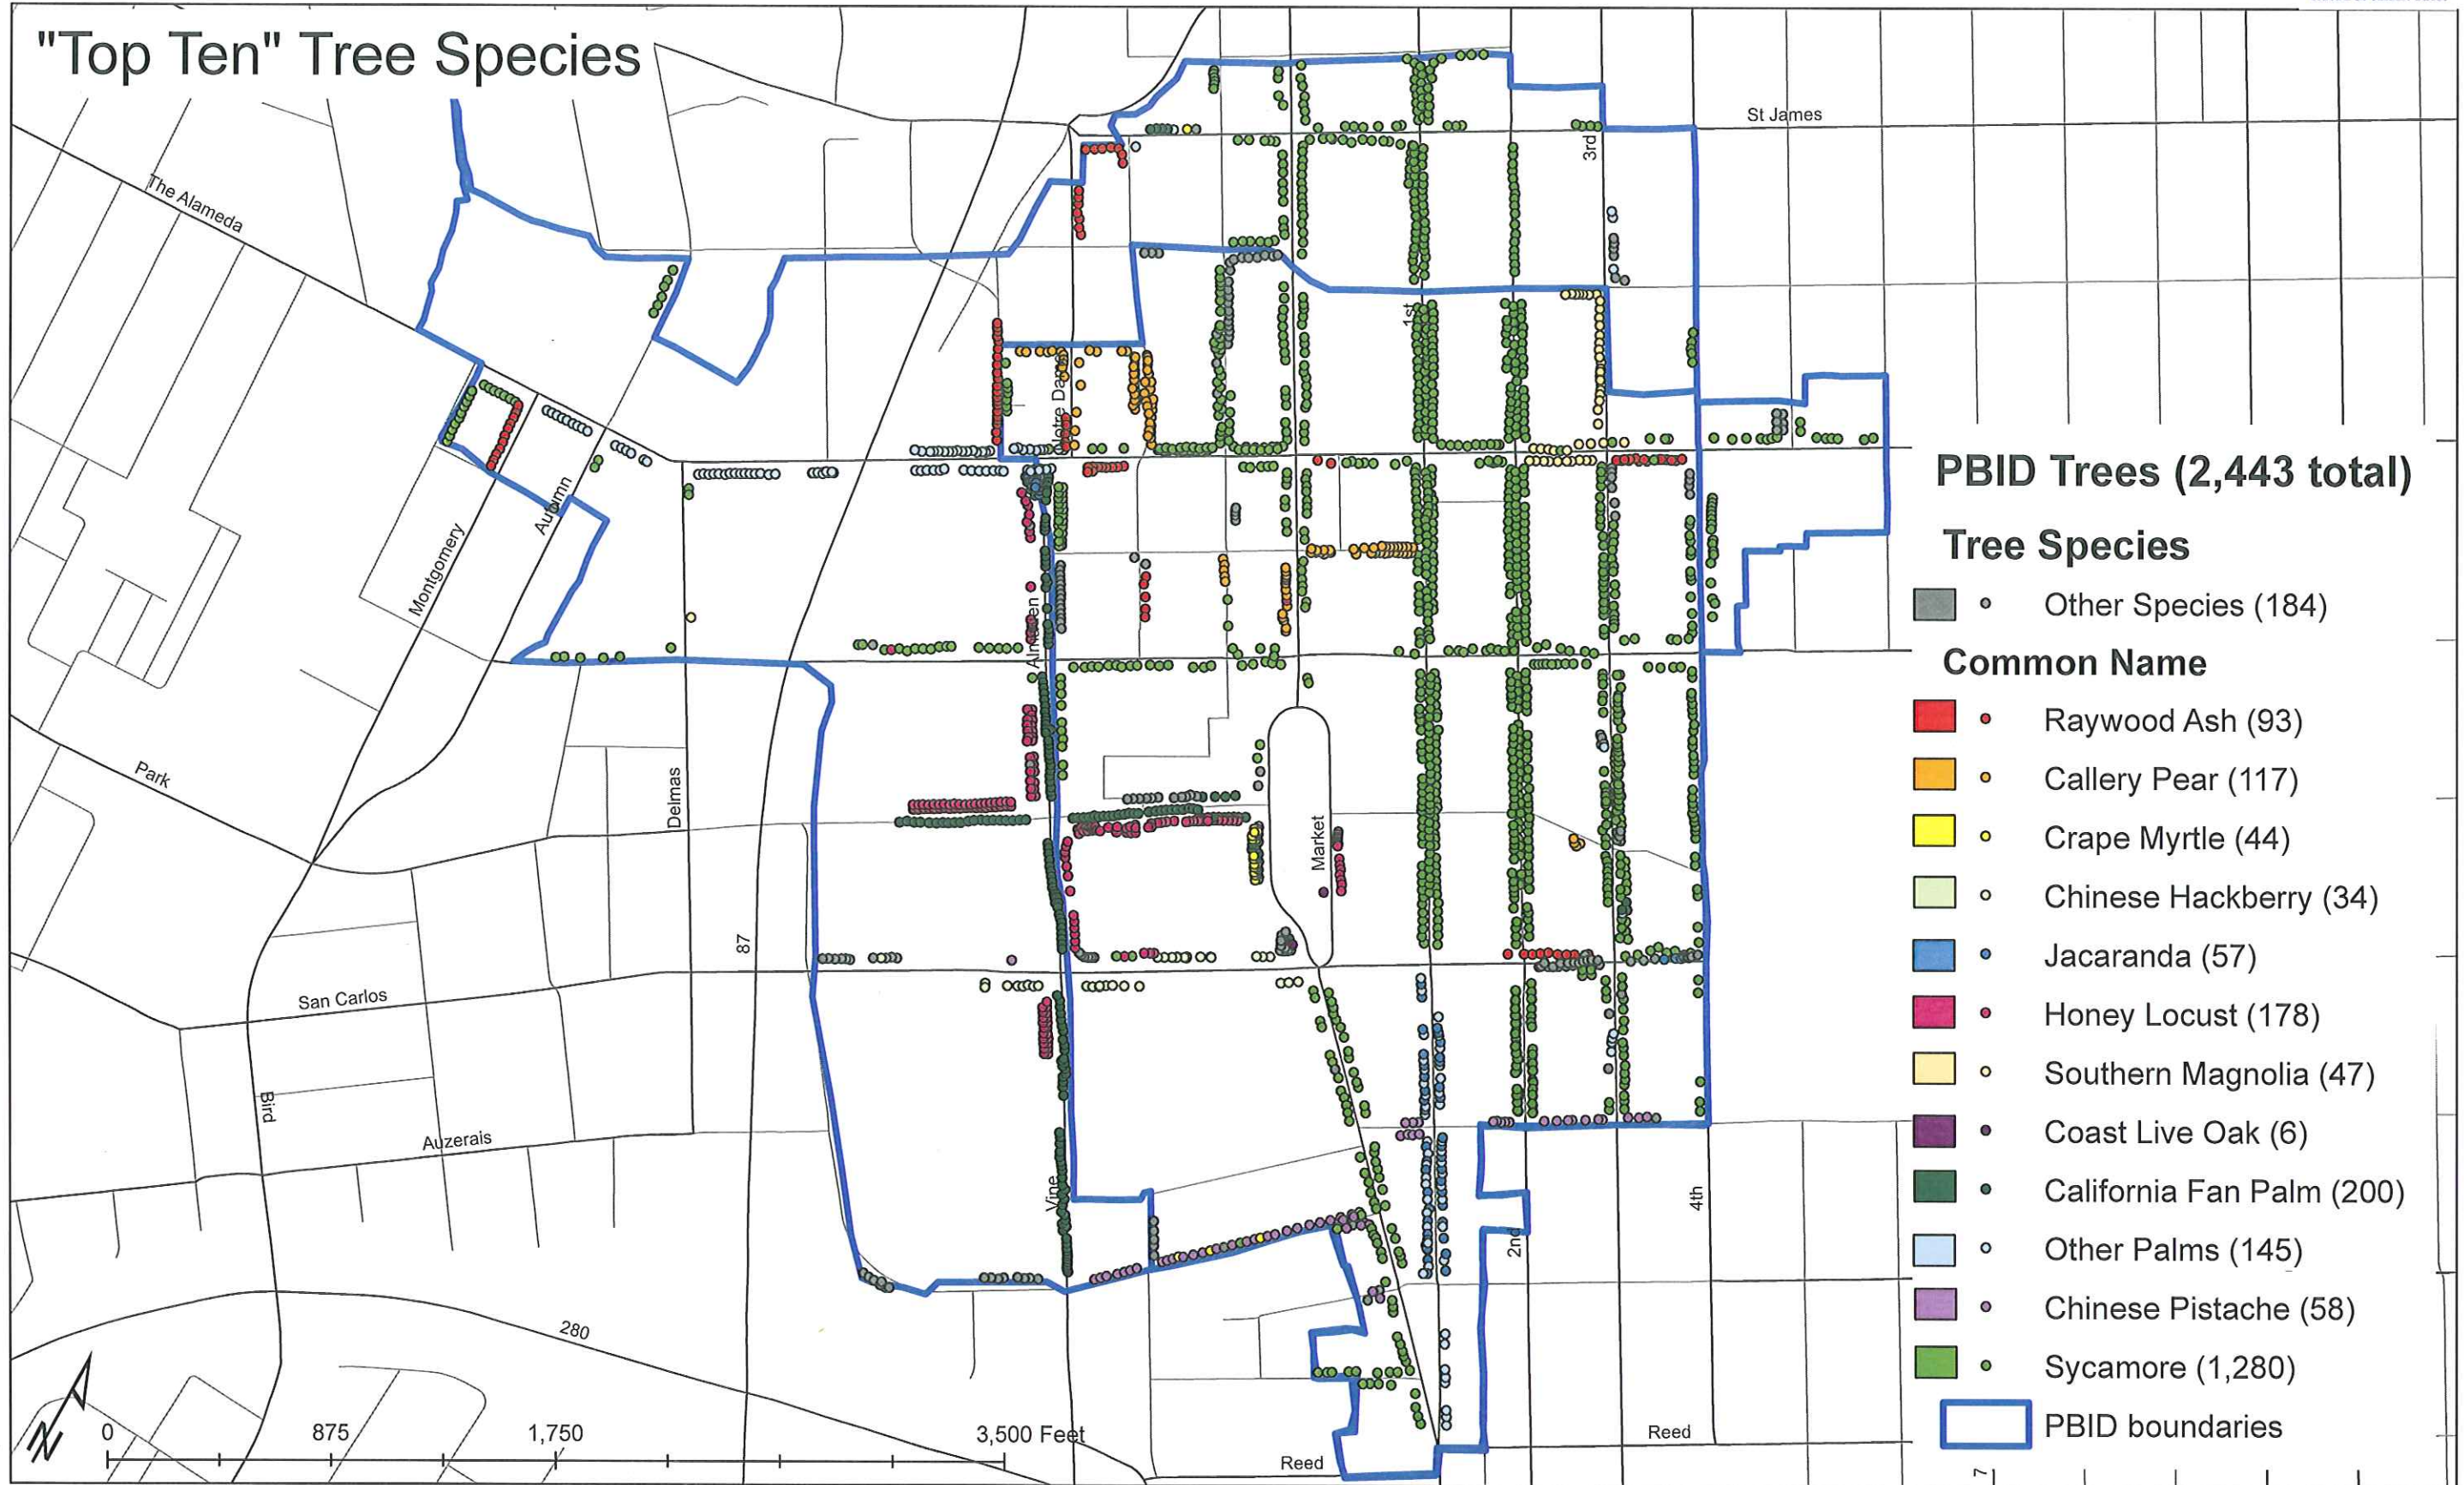 "Top Ten" Tree Species
St James
3rd
The Alameda
1st
Notre Dame
Autumn
Montgomery
Almaden
Park
Delmas
Market
87
San Carlos
Bird
Auzerais
Vine
4th
2nd
280
Reed
Reed
7
N
0 875 1,750 3,500 Feet
PBID Trees (2,443 total)
Tree Species
Other Species (184)
Common Name
Raywood Ash (93)
Callery Pear (117)
Crape Myrtle (44)
Chinese Hackberry (34)
Jacaranda (57)
Honey Locust (178)
Southern Magnolia (47)
Coast Live Oak (6)
California Fan Palm (200)
Other Palms (145)
Chinese Pistache (58)
Sycamore (1,280)
PBID boundaries